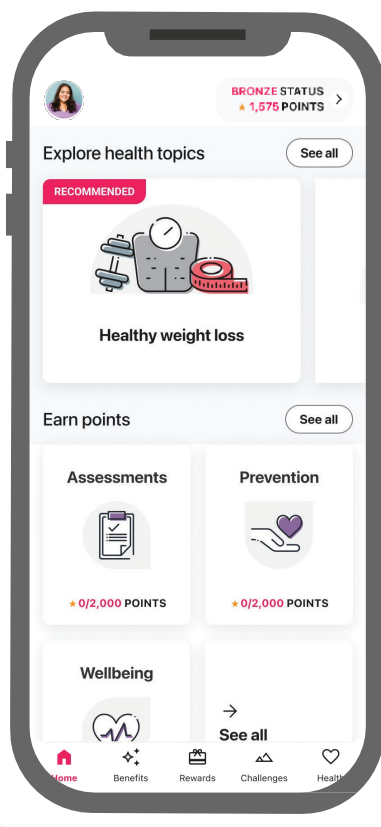 BRONZE STATUS
★ 1,575 POINTS
Explore health topics
See all
RECOMMENDED
Healthy weight loss
Earn points
See all
Assessments
Prevention
★ 0/2,000 POINTS
★ 0/2,000 POINTS
Wellbeing
See all
Home
Benefits
Rewards
Challenges
Health